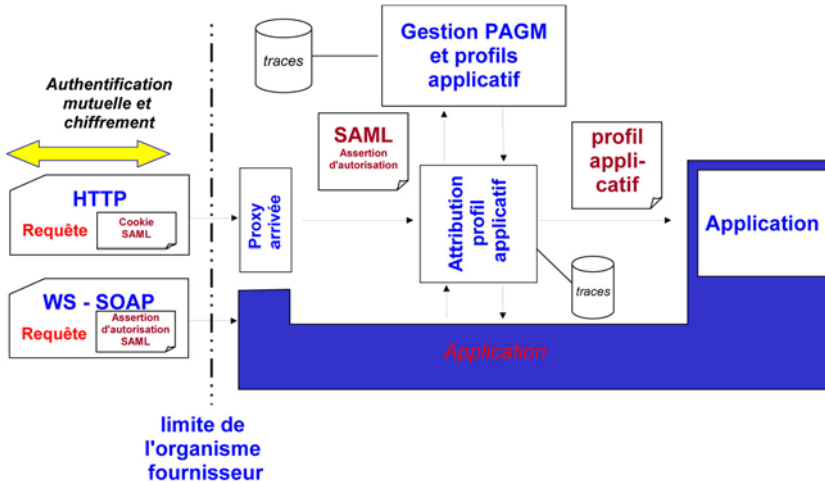 Gestion PAGM
et profils
applicatif
traces
Authentification
mutuelle et
chiffrement
SAML
Assertion
d'autorisation
profil
appli-
catif
HTTP
Requête
Cookie
SAML
Proxy
arrivée
Attribution
profil
applicatif
Application
traces
WS - SOAP
Requête
Assertion
d'autorisation
SAML
Application
limite de
l'organisme
fournisseur